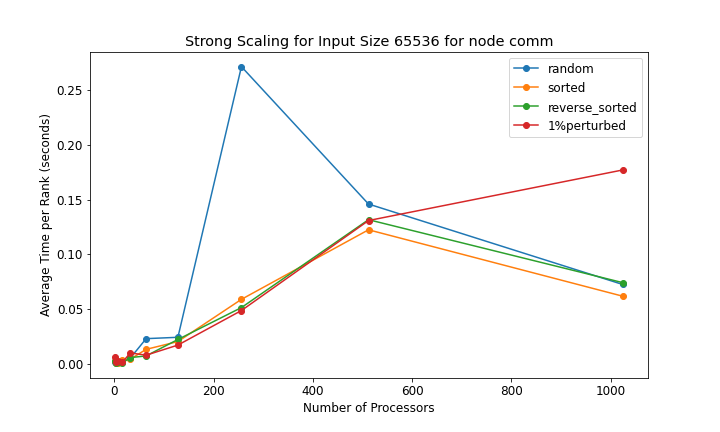 Strong Scaling for Input Size 65536 for node comm
random
sorted
reverse_sorted
1%perturbed
Average Time per Rank (seconds)
0.25
0.20
0.15
0.10
0.05
0.00
0
200
400
600
800
1000
Number of Processors